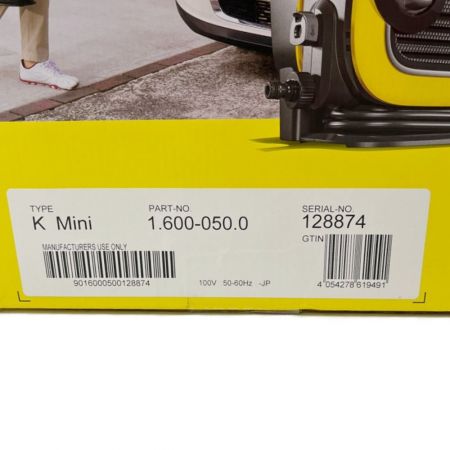 TYPE PART-NO SERIAL-NO.
K Mini 1.600-050.0 128874
MANUFACTURERS USE ONLY GTIN
9016000500128874 100V 50-60Hz -JP 4 054278 619491